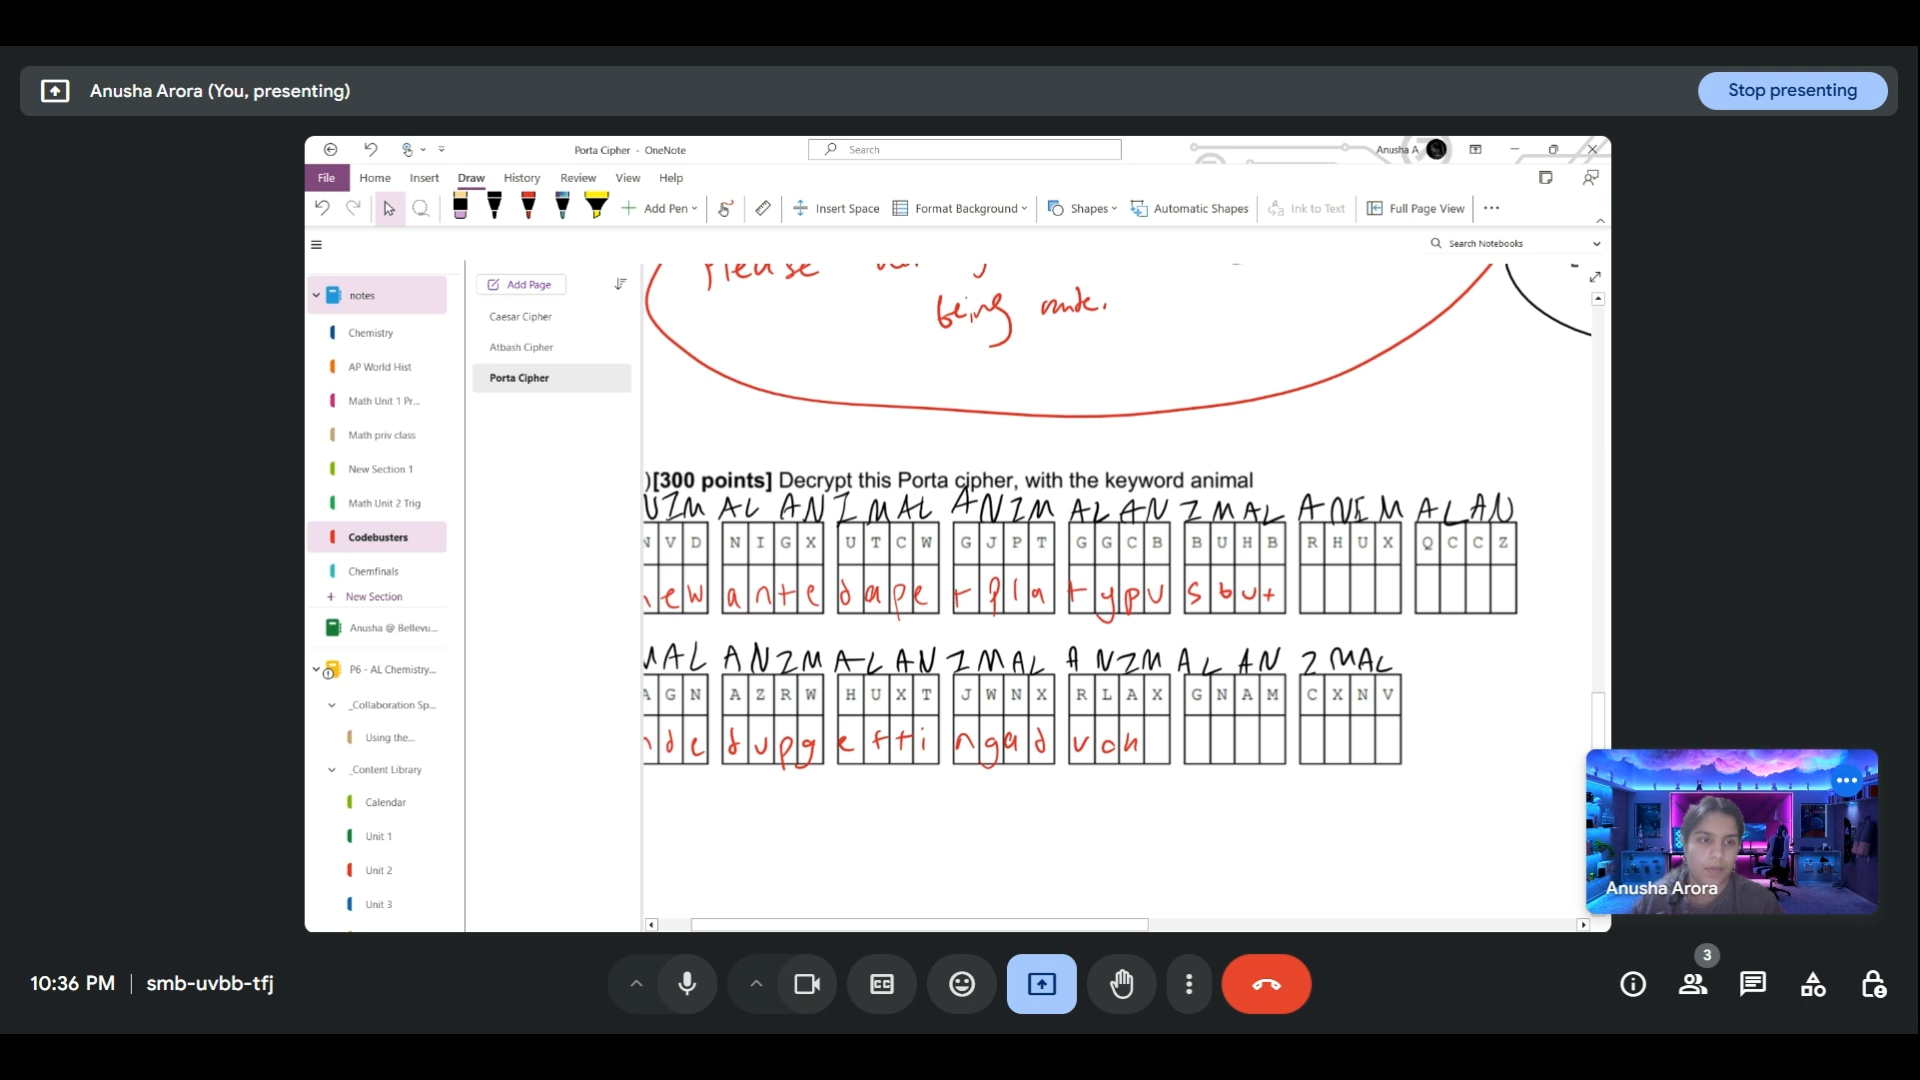 Anusha Arora (You, presenting)
Stop presenting
Porta Cipher - OneNote
Search
Anusha A
File Home Insert Draw History Review View Help
Add Pen
Insert Space
Format Background
Shapes
Automatic Shapes
Ink to Text
Full Page View
Search Notebooks
notes
Chemistry
AP World Hist
Math Unit 1 Pr...
Math priv class
New Section 1
Math Unit 2 Trig
Codebusters
Chemfinals
New Section
Anusha @ Bellevu...
P6 - AL Chemistry...
_Collaboration Sp...
Using the...
_Content Library
Calendar
Unit 1
Unit 2
Unit 3
Add Page
Caesar Cipher
Atbash Cipher
Porta Cipher
Please
being rude.
)[300 points] Decrypt this Porta cipher, with the keyword animal
N I M A L A N I M A L A N I M A L A N I M A L A N I M A L A N
N V D N I G X U T C W G J P T G G C B B U H B R H U X Q C C Z
n e w a n t e d a p e t p l a t y p u s b u t
M A L A N I M A L A N I M A L A N I M A L A N I M A L
A G N A Z R W H U X T J W N X R L A X G N A M C X N V
n d e d u p g e t t i n g a d u c h
Anusha Arora
10:36 PM | smb-uvbb-tfj
3